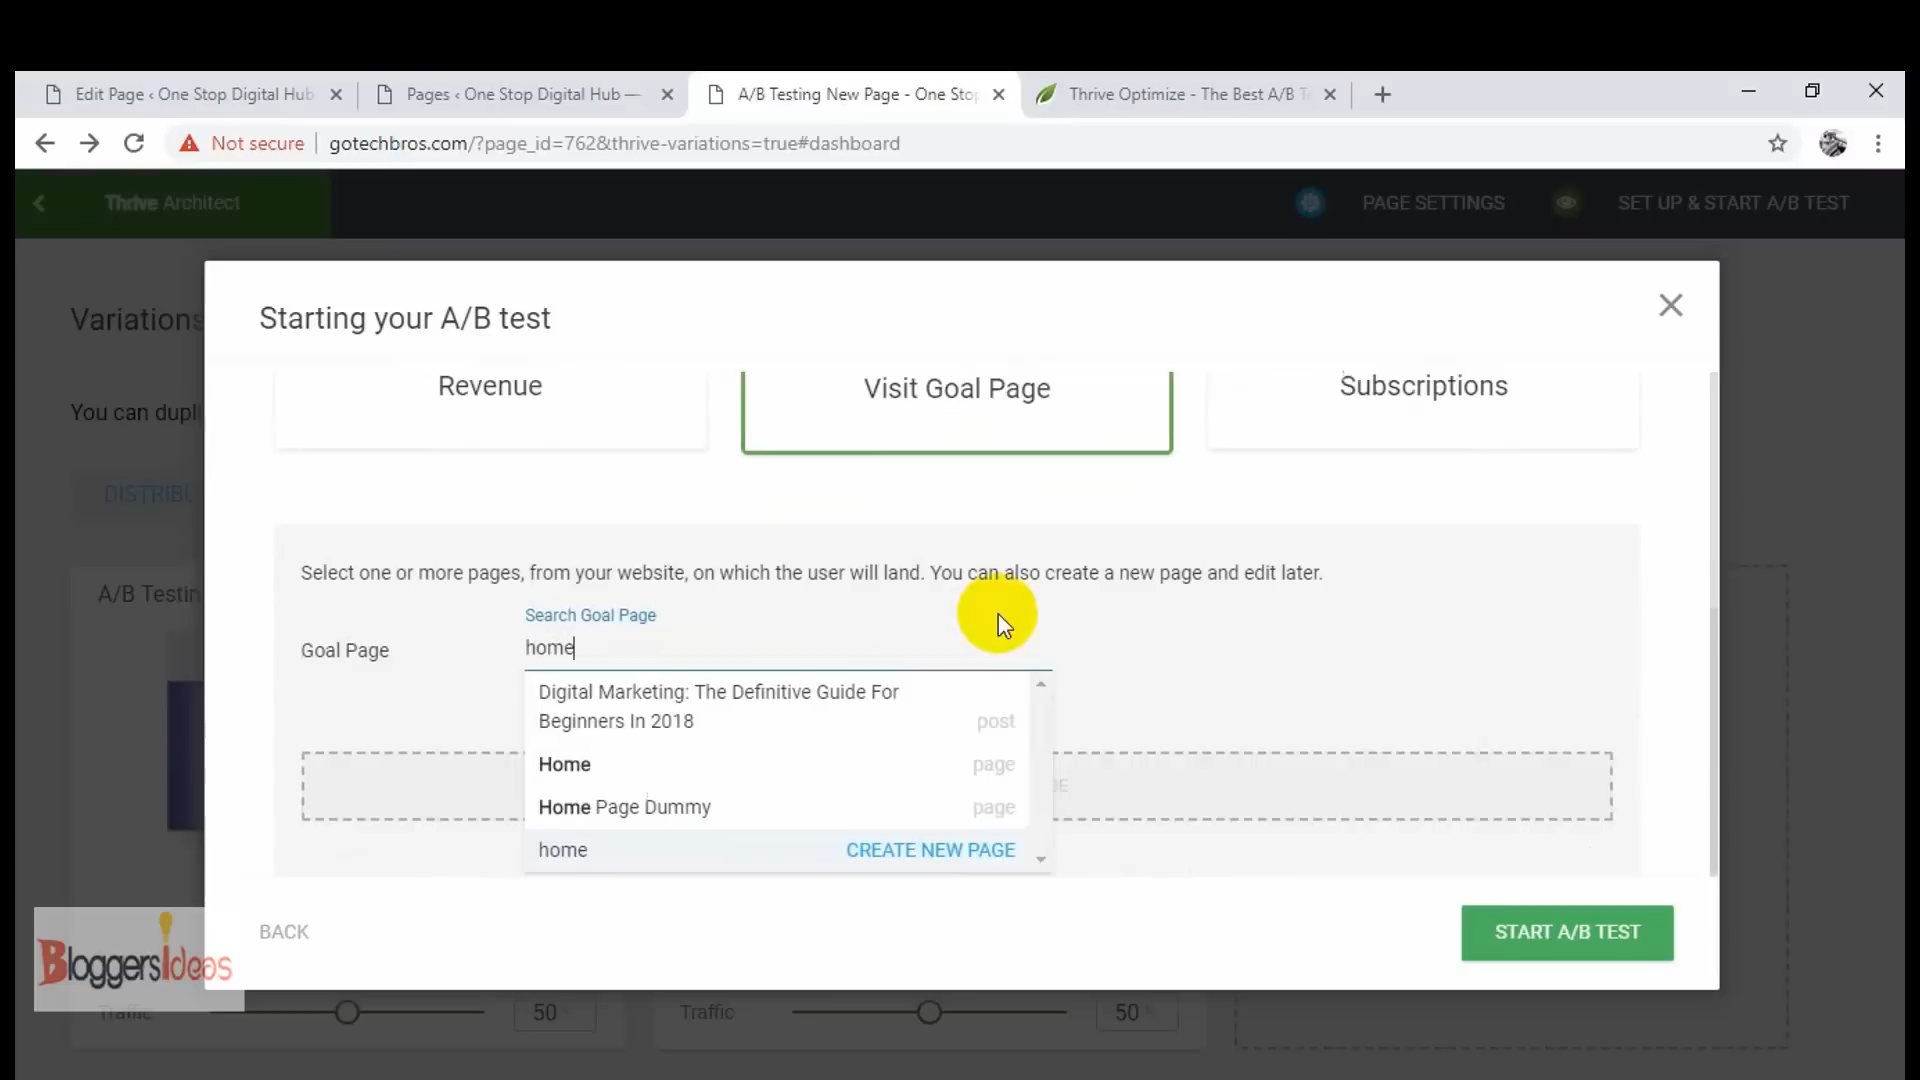 Edit Page ‹ One Stop Digital Hub
Pages ‹ One Stop Digital Hub —
A/B Testing New Page - One Stop
Thrive Optimize - The Best A/B T
Not secure
gotechbros.com/?page_id=762&thrive-variations=true#dashboard
Thrive Architect
PAGE SETTINGS
SET UP & START A/B TEST
Variations
Starting your A/B test
Revenue
Visit Goal Page
Subscriptions
You can dupli
DISTRIBU
Select one or more pages, from your website, on which the user will land. You can also create a new page and edit later.
A/B Testin
Search Goal Page
Goal Page
home
Digital Marketing: The Definitive Guide For
Beginners In 2018
post
Home
page
Home Page Dummy
page
home
CREATE NEW PAGE
BACK
START A/B TEST
BloggersIdeas
Traffic
50
Traffic
50